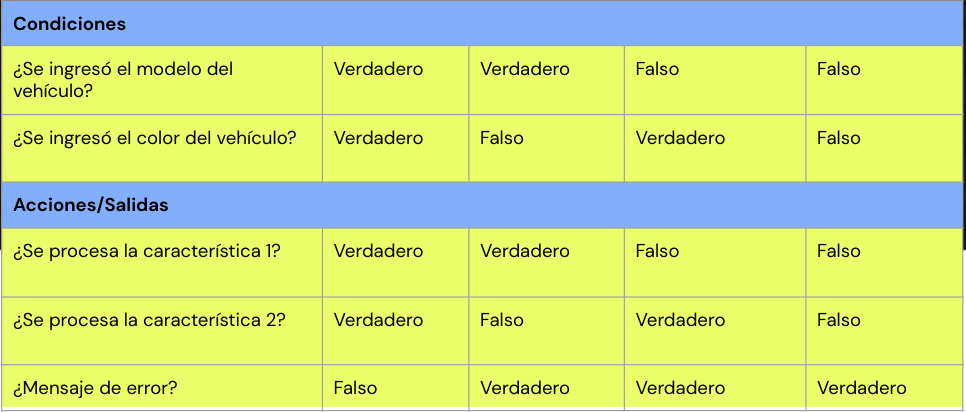 Condiciones
¿Se ingresó el modelo del vehículo? Verdadero Verdadero Falso Falso
¿Se ingresó el color del vehículo? Verdadero Falso Verdadero Falso
Acciones/Salidas
¿Se procesa la característica 1? Verdadero Verdadero Falso Falso
¿Se procesa la característica 2? Verdadero Falso Verdadero Falso
¿Mensaje de error? Falso Verdadero Verdadero Verdadero